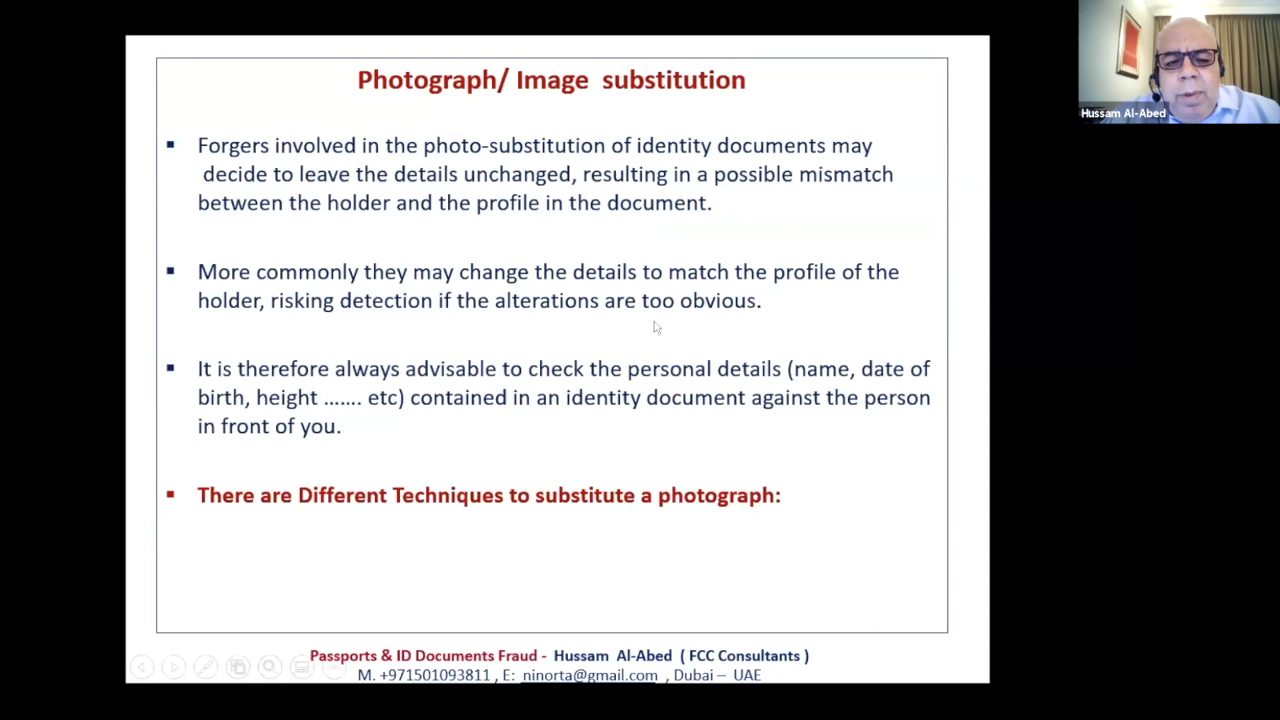 Photograph/ Image substitution
▪ Forgers involved in the photo-substitution of identity documents may
decide to leave the details unchanged, resulting in a possible mismatch
between the holder and the profile in the document.
▪ More commonly they may change the details to match the profile of the
holder, risking detection if the alterations are too obvious.
▪ It is therefore always advisable to check the personal details (name, date of
birth, height ……. etc) contained in an identity document against the person
in front of you.
▪ There are Different Techniques to substitute a photograph:
Passports & ID Documents Fraud - Hussam Al-Abed ( FCC Consultants )
M. +971501093811 , E: ninorta@gmail.com , Dubai – UAE
Hussam Al-Abed